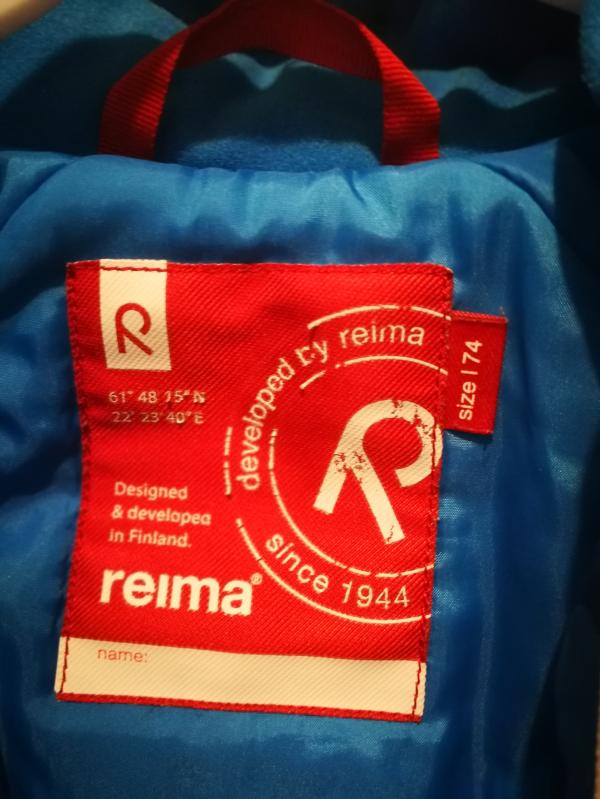 R
61° 48'15" N
22° 23'40" E
Designed
& developed
in Finland.
reima®
name:
developed by reima
R
since 1944
size | 74